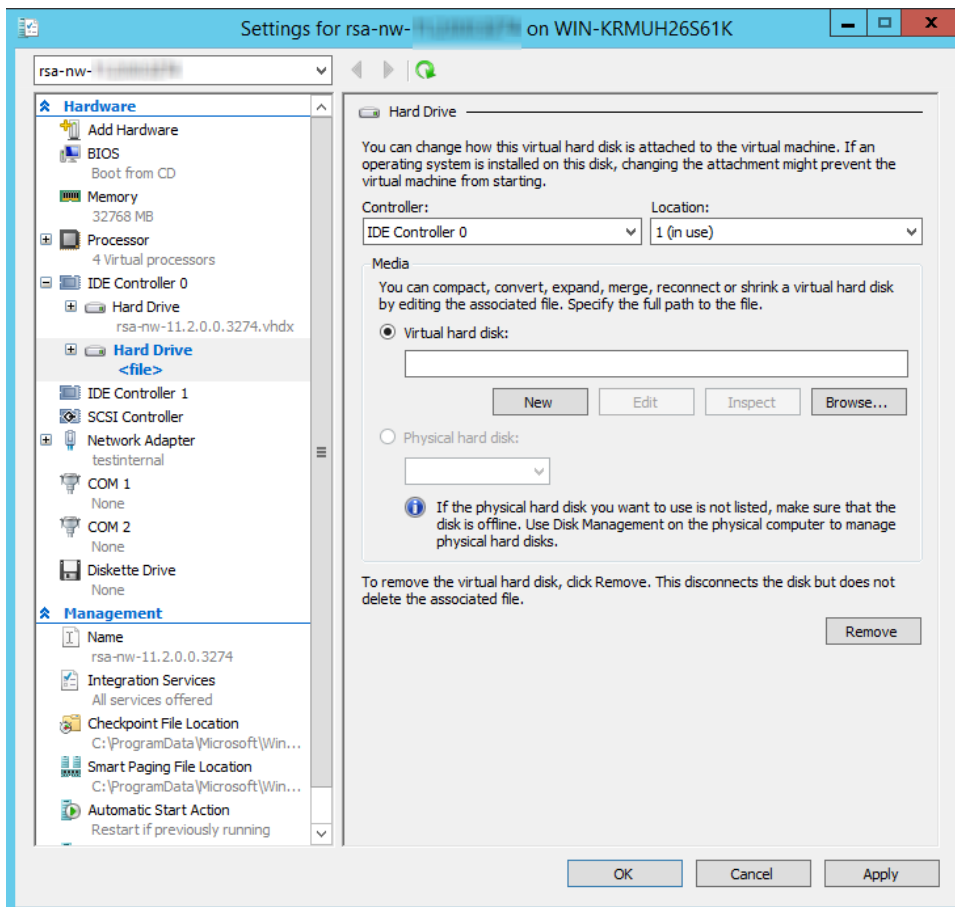 Settings for rsa-nw- on WIN-KRMUH26S61K
rsa-nw-
Hardware
Add Hardware
BIOS
Boot from CD
Memory
32768 MB
Processor
4 Virtual processors
IDE Controller 0
Hard Drive
rsa-nw-11.2.0.0.3274.vhdx
Hard Drive
<file>
IDE Controller 1
SCSI Controller
Network Adapter
testinternal
COM 1
None
COM 2
None
Diskette Drive
None
Management
Name
rsa-nw-11.2.0.0.3274
Integration Services
All services offered
Checkpoint File Location
C:\ProgramData\Microsoft\Win...
Smart Paging File Location
C:\ProgramData\Microsoft\Win...
Automatic Start Action
Restart if previously running
Hard Drive
You can change how this virtual hard disk is attached to the virtual machine. If an
operating system is installed on this disk, changing the attachment might prevent the
virtual machine from starting.
Controller:
Location:
IDE Controller 0
1 (in use)
Media
You can compact, convert, expand, merge, reconnect or shrink a virtual hard disk
by editing the associated file. Specify the full path to the file.
Virtual hard disk:
New
Edit
Inspect
Browse...
Physical hard disk:
If the physical hard disk you want to use is not listed, make sure that the
disk is offline. Use Disk Management on the physical computer to manage
physical hard disks.
To remove the virtual hard disk, click Remove. This disconnects the disk but does not
delete the associated file.
Remove
OK
Cancel
Apply